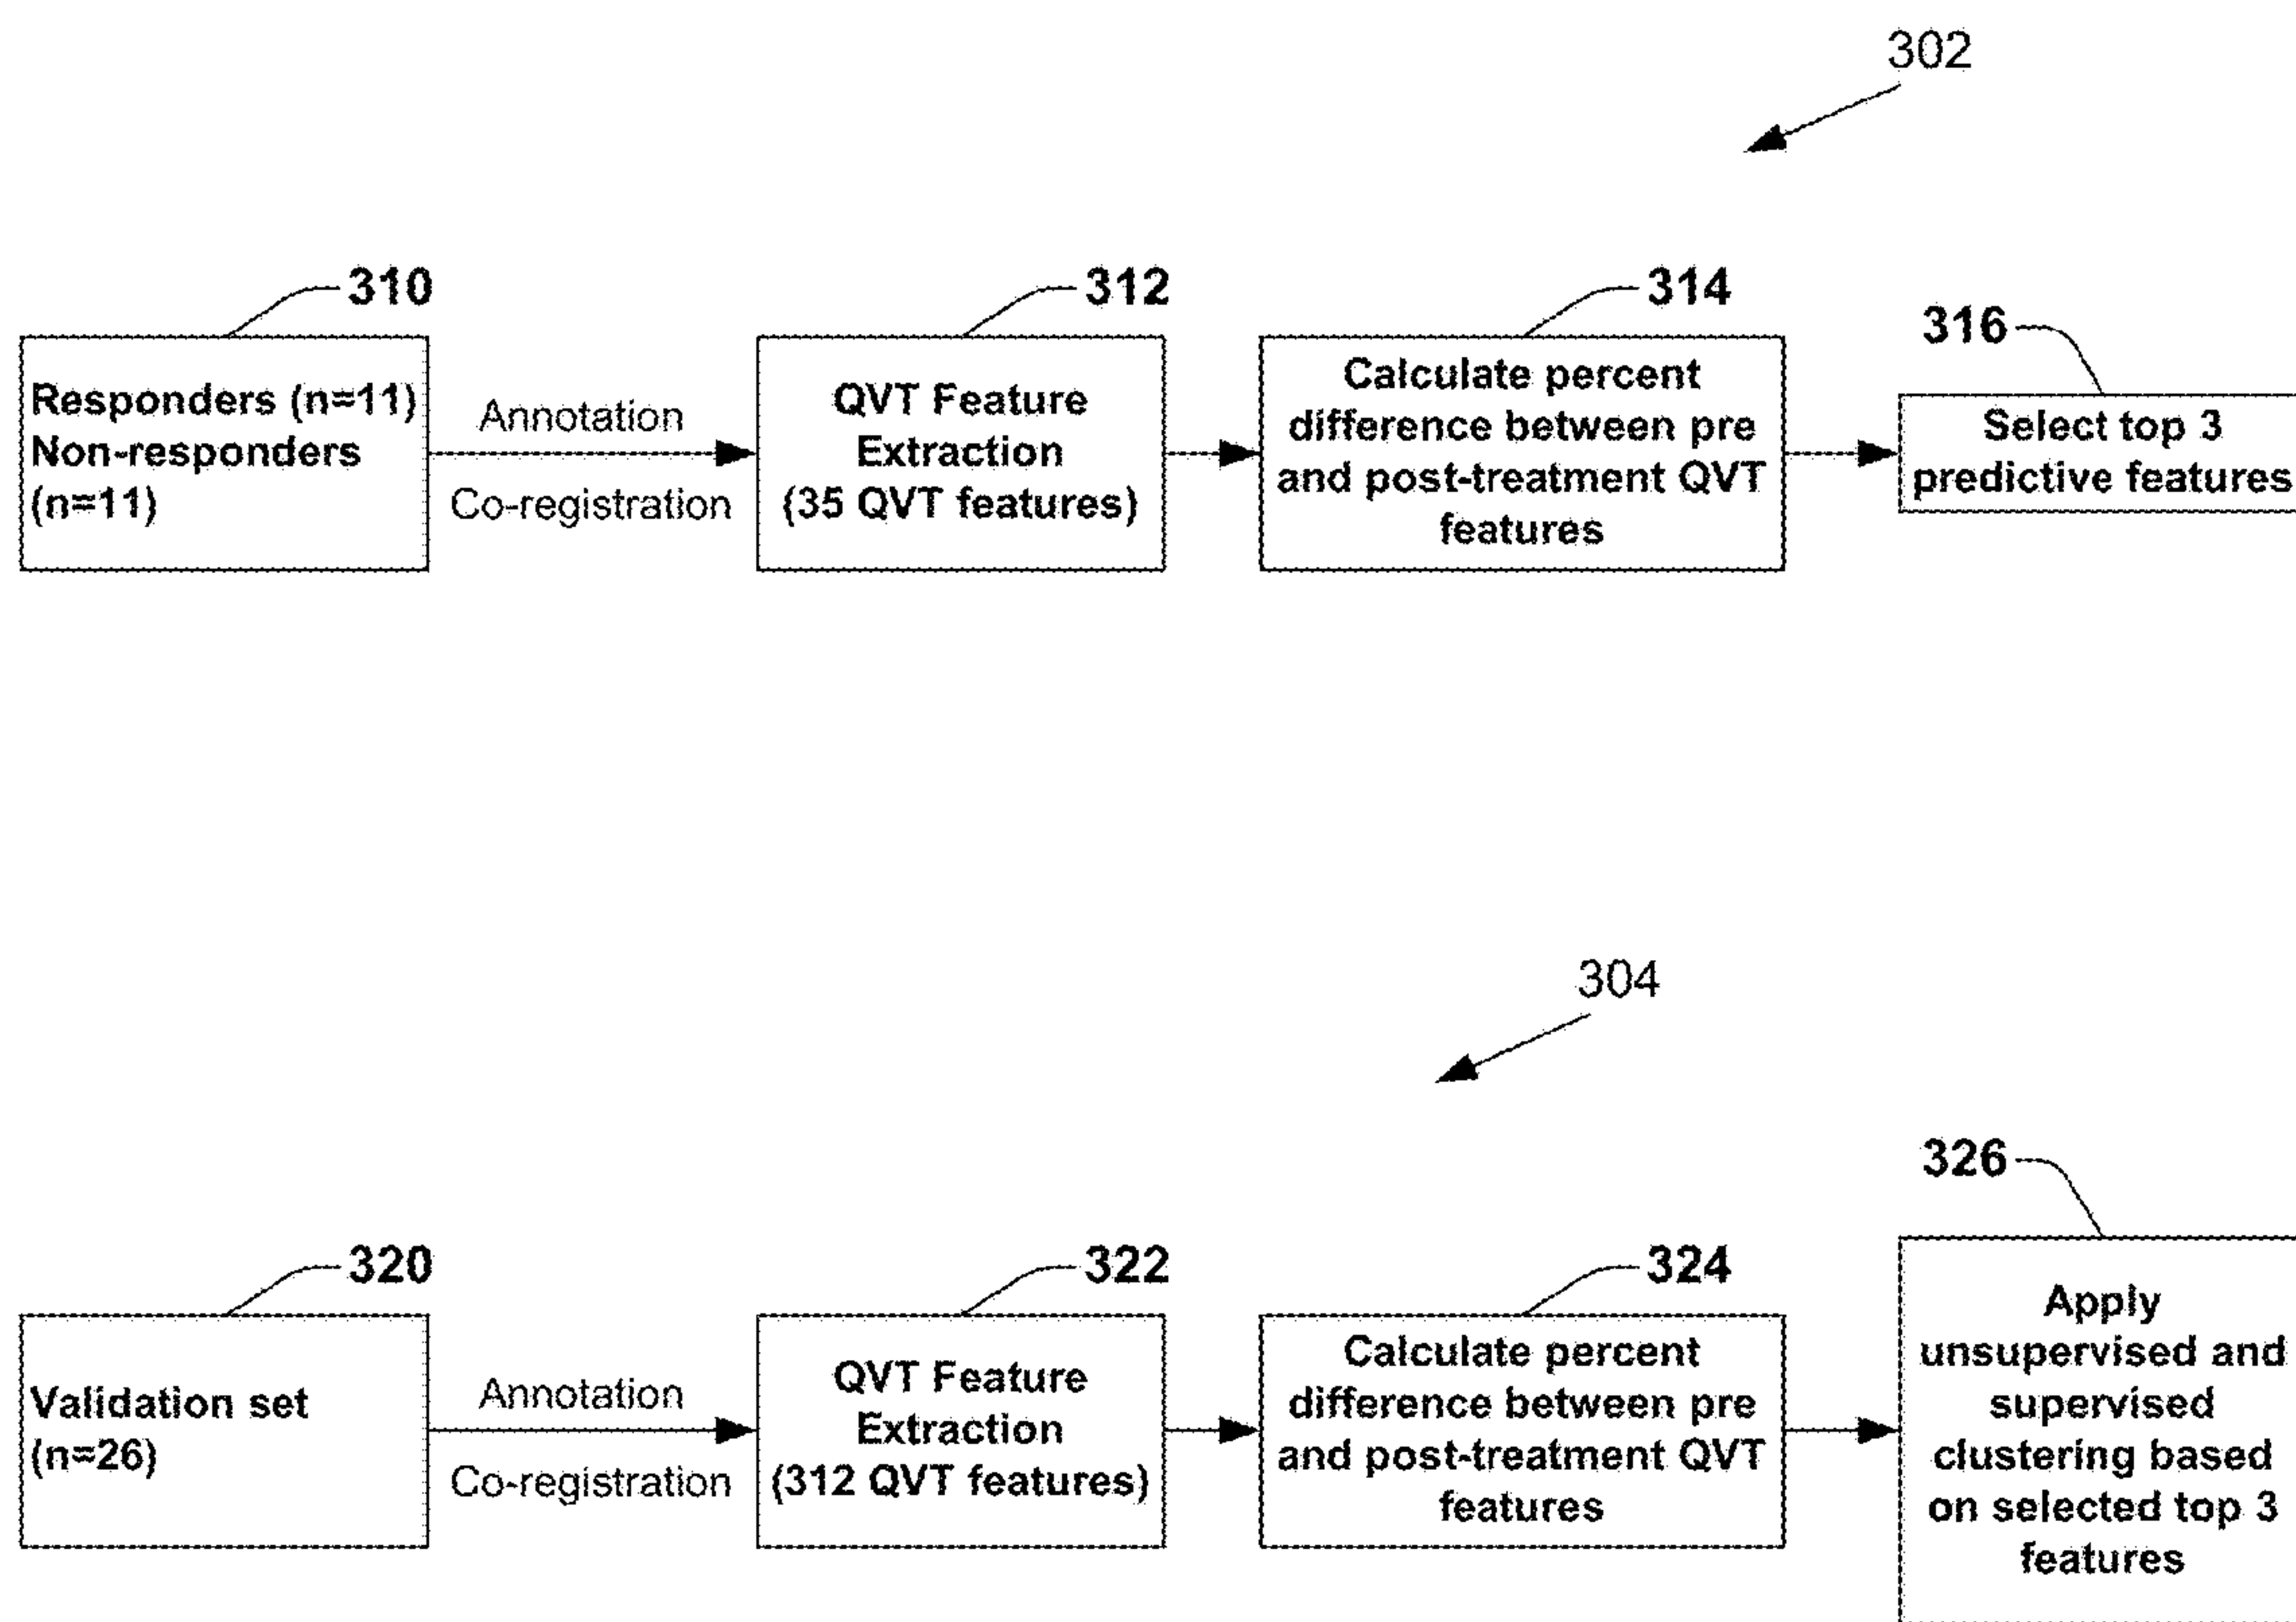 302
310
Responders (n=11)
Non-responders
(n=11)
Annotation
Co-registration
312
QVT Feature
Extraction
(35 QVT features)
314
Calculate percent
difference between pre
and post-treatment QVT
features
316
Select top 3
predictive features
304
320
Validation set
(n=26)
Annotation
Co-registration
322
QVT Feature
Extraction
(312 QVT features)
324
Calculate percent
difference between pre
and post-treatment QVT
features
326
Apply
unsupervised and
supervised
clustering based
on selected top 3
features